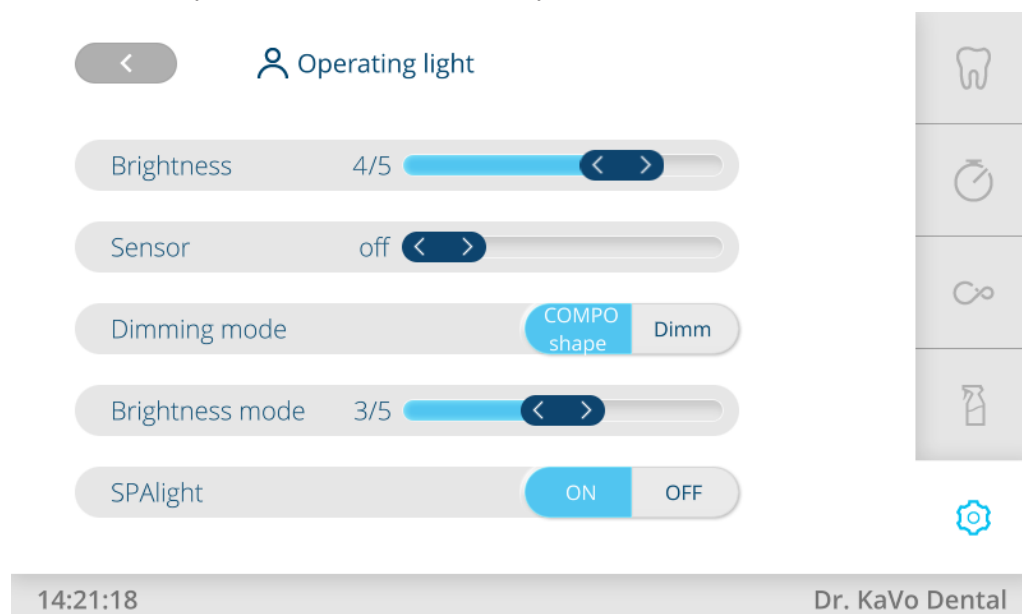 Operating light
Brightness 4/5
Sensor off
Dimming mode COMPO shape Dimm
Brightness mode 3/5
SPAlight ON OFF
14:21:18 Dr. KaVo Dental